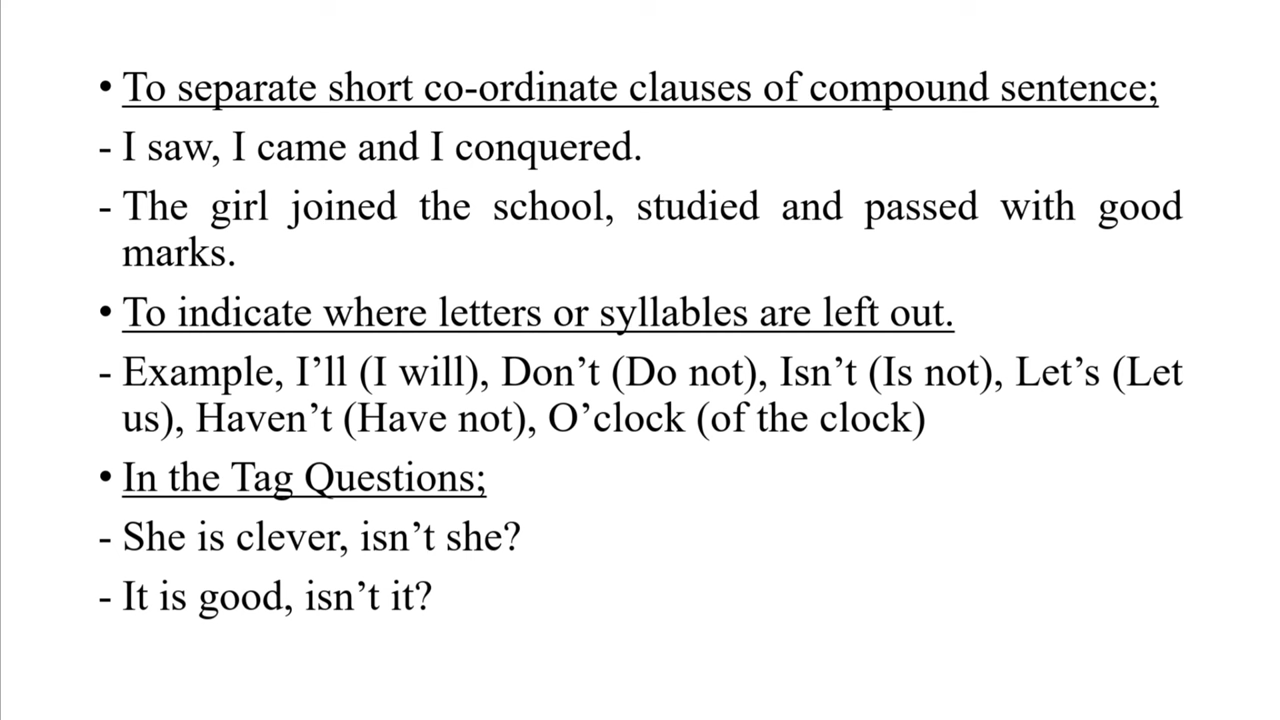 • To separate short co-ordinate clauses of compound sentence;
- I saw, I came and I conquered.
- The girl joined the school, studied and passed with good
marks.
• To indicate where letters or syllables are left out.
- Example, I’ll (I will), Don’t (Do not), Isn’t (Is not), Let’s (Let
us), Haven’t (Have not), O’clock (of the clock)
• In the Tag Questions;
- She is clever, isn’t she?
- It is good, isn’t it?